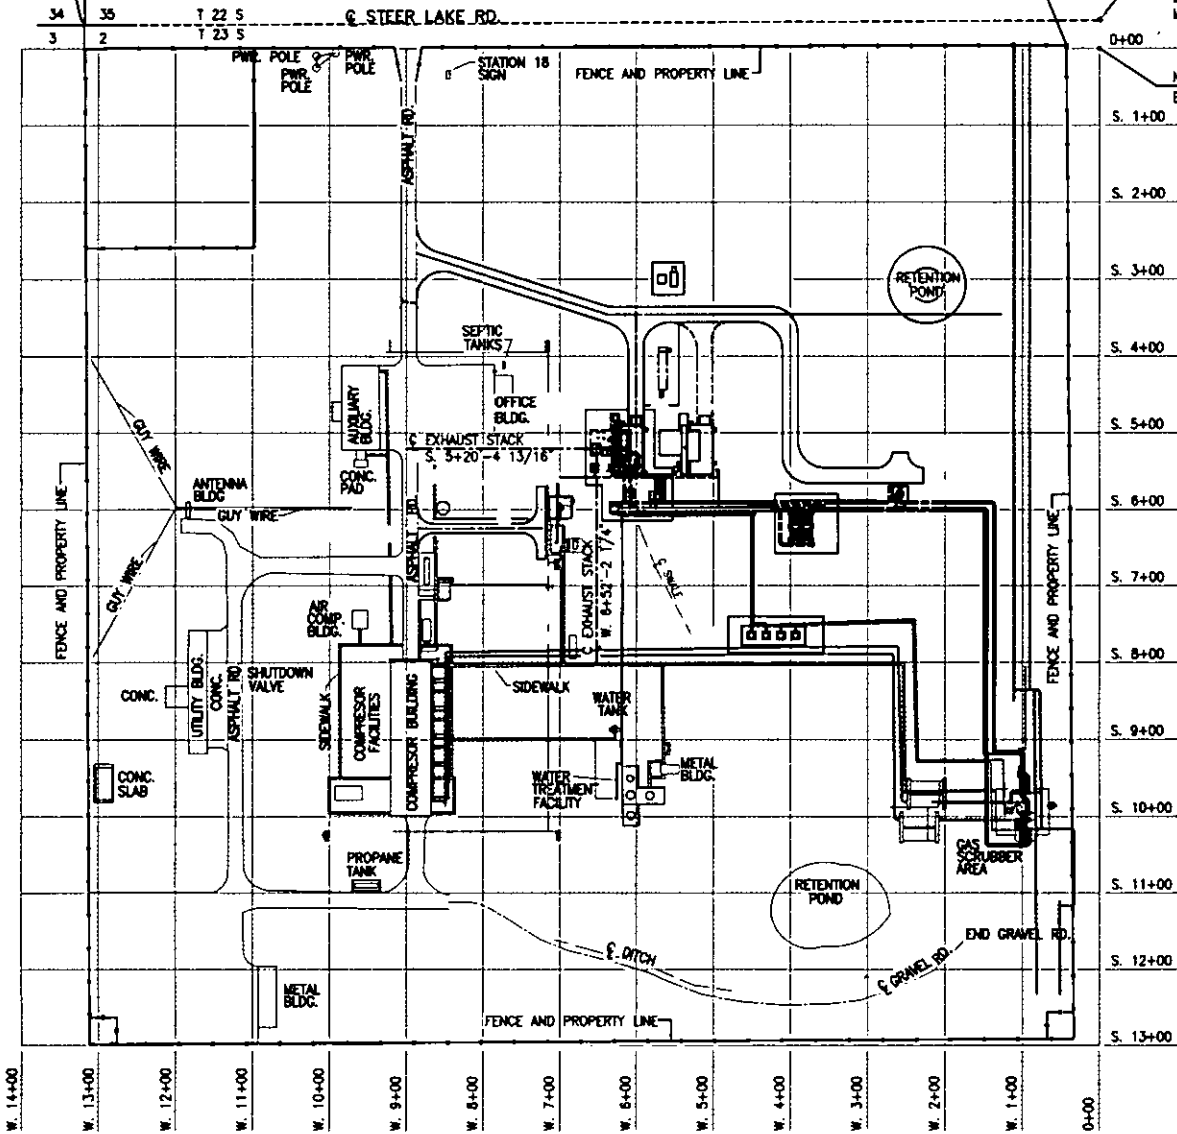 34 35 T 22 S ℄ STEER LAKE RD.
3 2 T 23 S
0+00
PWR. POLE
PWR.
POLE
PWR.
POLE
STATION 18
SIGN
FENCE AND PROPERTY LINE
ASPHALT RD.
S. 1+00
S. 2+00
S. 3+00
RETENTION
POND
SEPTIC
TANKS
S. 4+00
AUXILIARY
BLDG.
OFFICE
BLDG.
S. 5+00
GUY WIRE
℄ EXHAUST STACK
S. 5+20'-4 13/16"
CONC.
PAD
ANTENNA
BLDG
GUY WIRE
S. 6+00
FENCE AND PROPERTY LINE
ASPHALT RD.
℄ EXHAUST STACK
W. 6+52'-2 1/4"
℄ SWALE
GUY WIRE
FENCE AND PROPERTY LINE
S. 7+00
AIR
COMP.
BLDG.
S. 8+00
UTILITY BLDG.
CONC.
ASPHALT RD
SHUTDOWN
VALVE
CONC.
SIDEWALK
COMPRESOR
FACILITIES
COMPRESOR BUILDING
SIDEWALK
WATER
TANK
S. 9+00
CONC.
SLAB
WATER
TREATMENT
FACILITY
METAL
BLDG.
S. 10+00
GAS
SCRUBBER
AREA
PROPANE
TANK
RETENTION
POND
S. 11+00
END GRAVEL RD.
℄ DITCH
℄ GRAVEL RD.
S. 12+00
METAL
BLDG.
FENCE AND PROPERTY LINE
S. 13+00
W. 14+00
W. 13+00
W. 12+00
W. 11+00
W. 10+00
W. 9+00
W. 8+00
W. 7+00
W. 6+00
W. 5+00
W. 4+00
W. 3+00
W. 2+00
W. 1+00
0+00